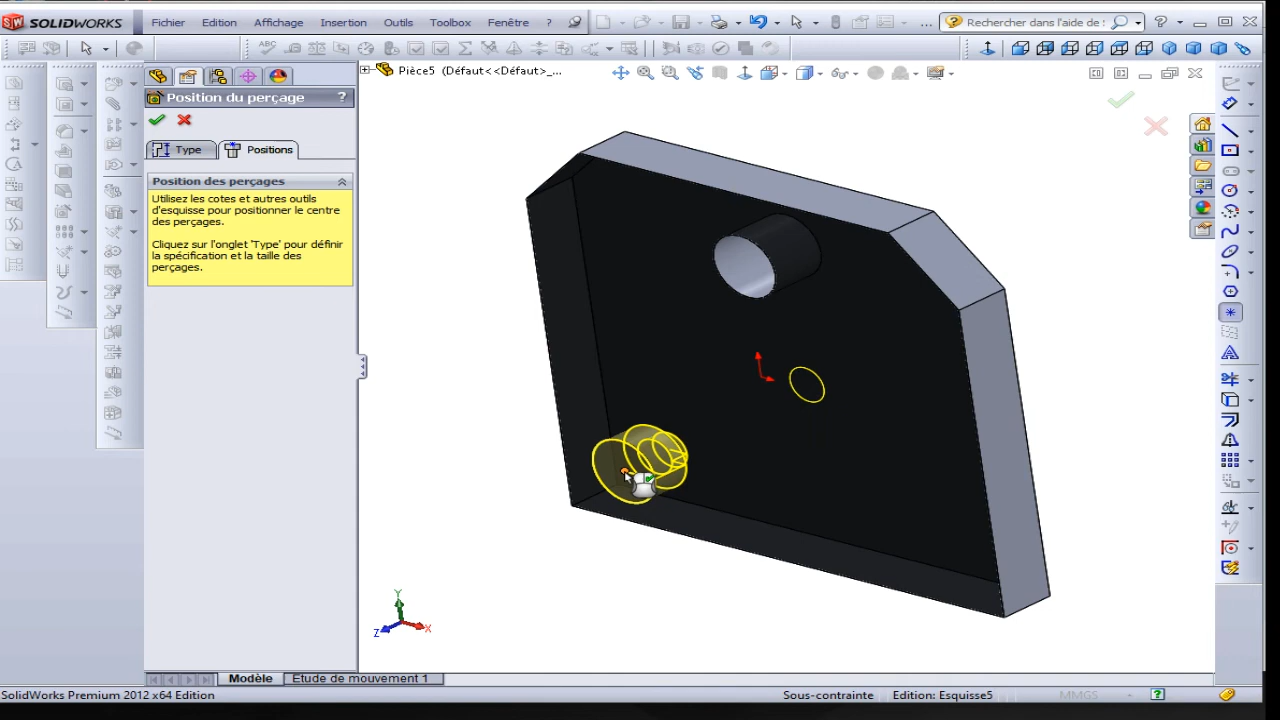 SOLIDWORKS
Fichier
Edition
Affichage
Insertion
Outils
Toolbox
Fenêtre
?
Rechercher dans l'aide de
Pièce5 (Défaut<<Défaut>_...
Position du perçage
?
Type
Positions
Position des perçages
Utilisez les cotes et autres outils
d'esquisse pour positionner le centre
des perçages.
Cliquez sur l'onglet 'Type' pour définir
la spécification et la taille des
perçages.
Y
Z
X
Modèle
Etude de mouvement 1
SolidWorks Premium 2012 x64 Edition
Sous-contrainte
Edition: Esquisse5
MMGS